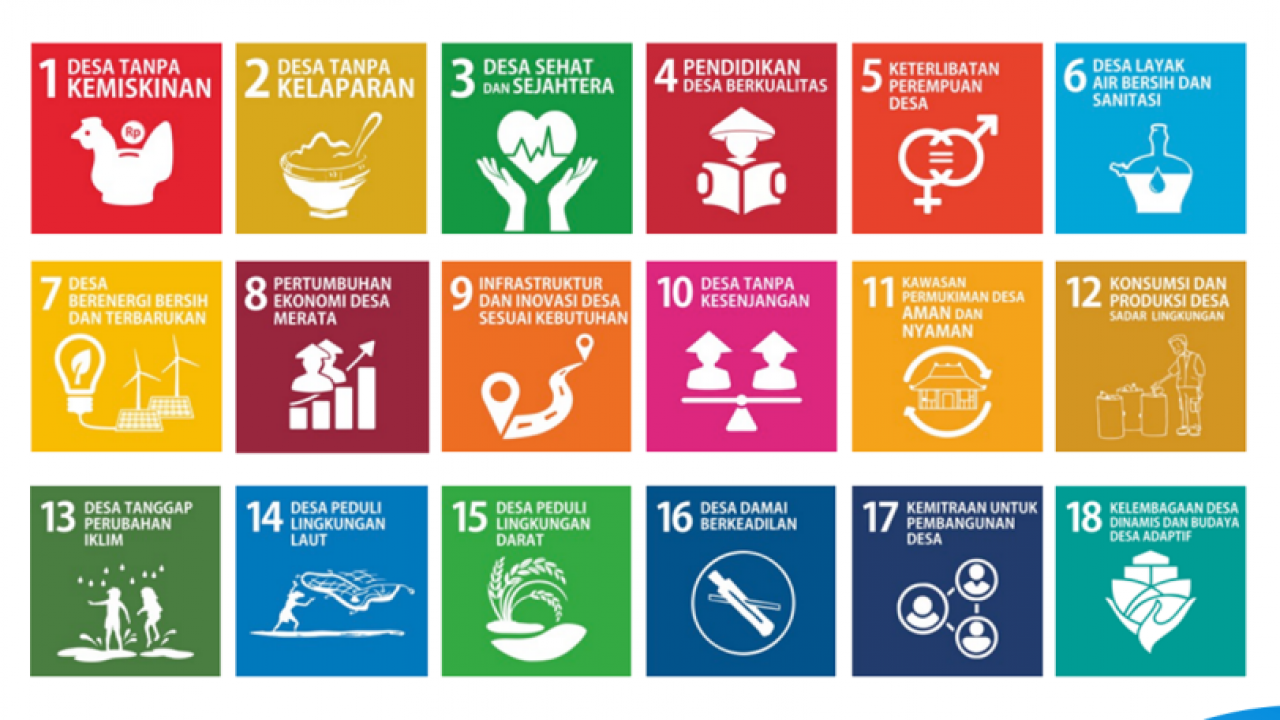 1 DESA TANPA
KEMISKINAN
Rp
2 DESA TANPA
KELAPARAN
3 DESA SEHAT
DAN SEJAHTERA
4 PENDIDIKAN
DESA BERKUALITAS
5 KETERLIBATAN
PEREMPUAN
DESA
6 DESA LAYAK
AIR BERSIH DAN
SANITASI
7 DESA
BERENERGI BERSIH
DAN TERBARUKAN
8 PERTUMBUHAN
EKONOMI DESA
MERATA
9 INFRASTRUKTUR
DAN INOVASI DESA
SESUAI KEBUTUHAN
10 DESA TANPA
KESENJANGAN
11 KAWASAN
PERMUKIMAN DESA
AMAN DAN
NYAMAN
12 KONSUMSI DAN
PRODUKSI DESA
SADAR LINGKUNGAN
13 DESA TANGGAP
PERUBAHAN
IKLIM
14 DESA PEDULI
LINGKUNGAN
LAUT
15 DESA PEDULI
LINGKUNGAN
DARAT
16 DESA DAMAI
BERKEADILAN
17 KEMITRAAN UNTUK
PEMBANGUNAN
DESA
18 KELEMBAGAAN DESA
DINAMIS DAN BUDAYA
DESA ADAPTIF